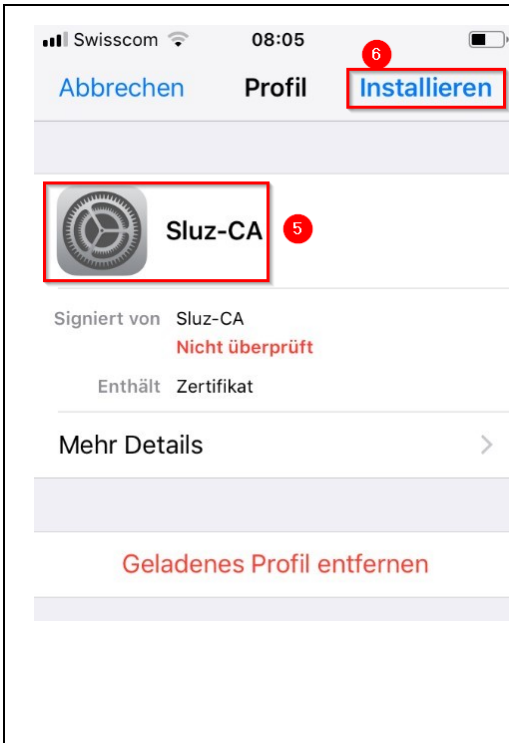 Swisscom 08:05
6
Abbrechen Profil Installieren
Sluz-CA 5
Signiert von Sluz-CA
Nicht überprüft
Enthält Zertifikat
Mehr Details
Geladenes Profil entfernen